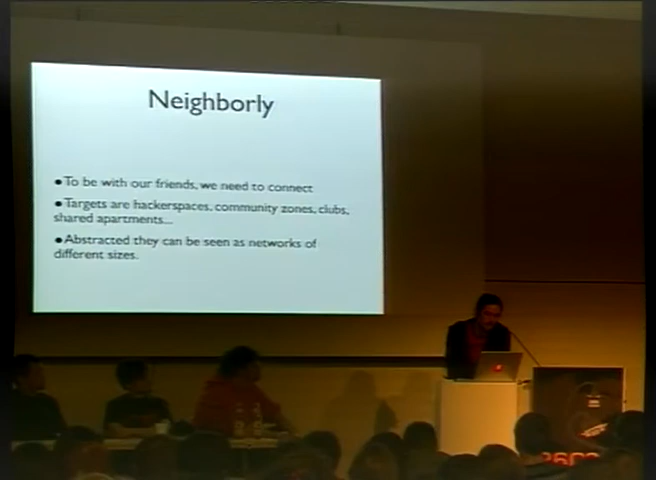 Neighborly
●To be with our friends, we need to connect
●Targets are hackerspaces, community zones, clubs,
shared apartments...
●Abstracted they can be seen as networks of
different sizes.